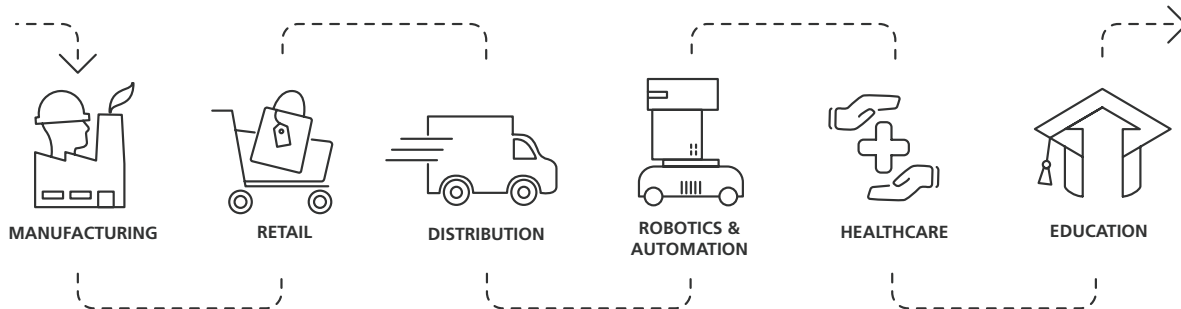 MANUFACTURING
RETAIL
DISTRIBUTION
ROBOTICS &
AUTOMATION
HEALTHCARE
EDUCATION